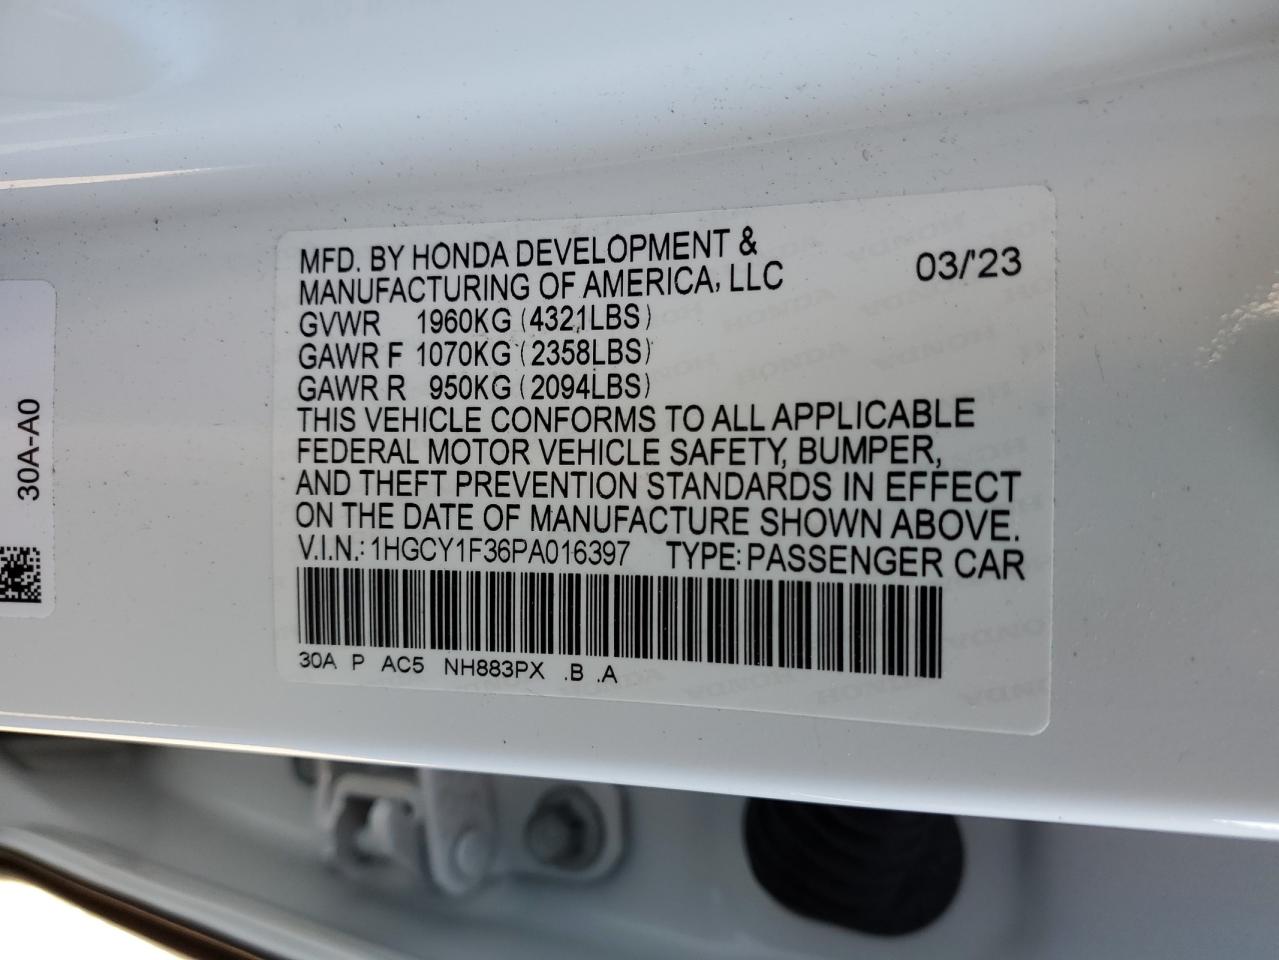 MFD. BY HONDA DEVELOPMENT &
MANUFACTURING OF AMERICA, LLC 03/'23
GVWR 1960KG (4321LBS)
GAWR F 1070KG (2358LBS)
GAWR R 950KG (2094LBS)
THIS VEHICLE CONFORMS TO ALL APPLICABLE
FEDERAL MOTOR VEHICLE SAFETY, BUMPER,
AND THEFT PREVENTION STANDARDS IN EFFECT
ON THE DATE OF MANUFACTURE SHOWN ABOVE.
V.I.N.: 1HGCY1F36PA016397 TYPE: PASSENGER CAR
30A P AC5 NH883PX .B .A
30A-A0